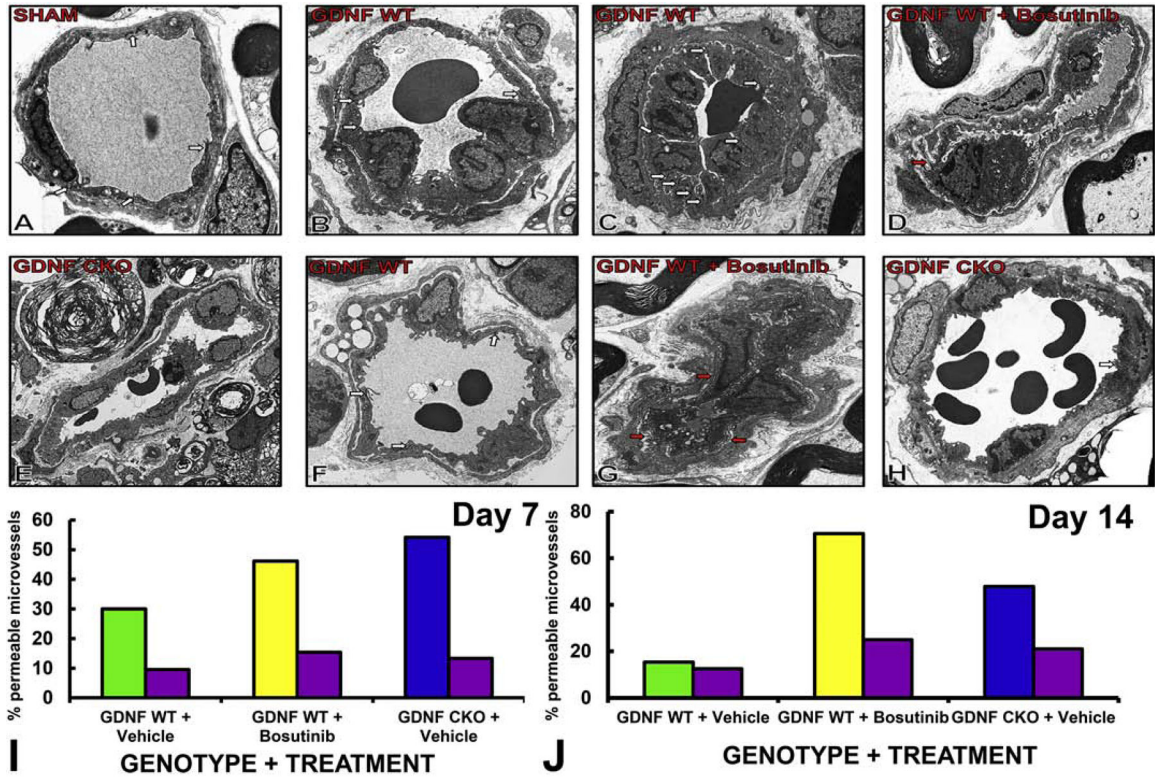 SHAM
A
GDNF WT
B
GDNF WT
C
GDNF WT + Bosutinib
D
GDNF CKO
E
GDNF WT
F
GDNF WT + Bosutinib
G
GDNF CKO
H
Day 7
% permeable microvessels
60
50
40
30
20
10
0
GDNF WT +
Vehicle
GDNF WT +
Bosutinib
GDNF CKO +
Vehicle
I
GENOTYPE + TREATMENT
Day 14
% permeable microvessels
80
60
40
20
0
GDNF WT + Vehicle
GDNF WT + Bosutinib
GDNF CKO + Vehicle
J
GENOTYPE + TREATMENT